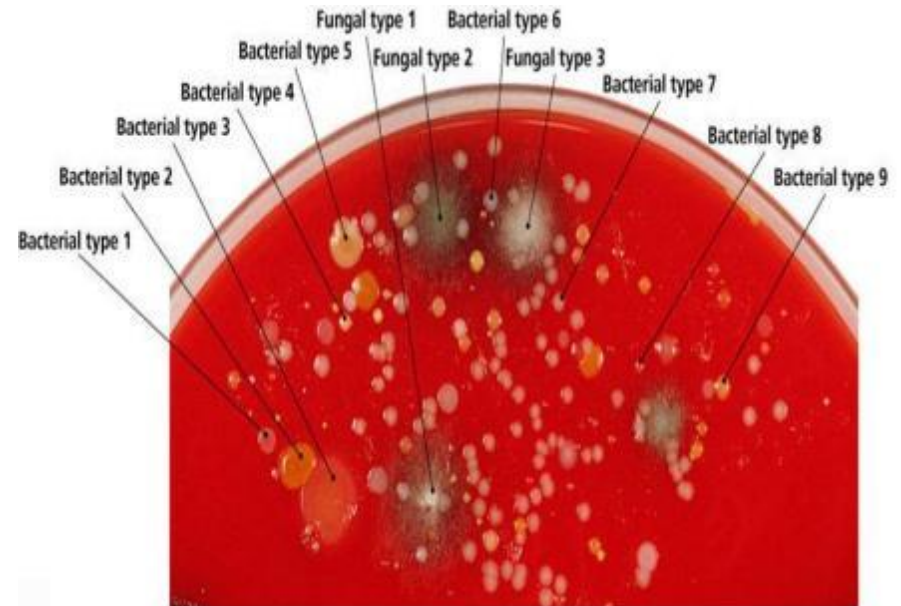 Fungal type 1
Bacterial type 6
Bacterial type 5
Fungal type 2
Fungal type 3
Bacterial type 4
Bacterial type 7
Bacterial type 3
Bacterial type 8
Bacterial type 2
Bacterial type 9
Bacterial type 1